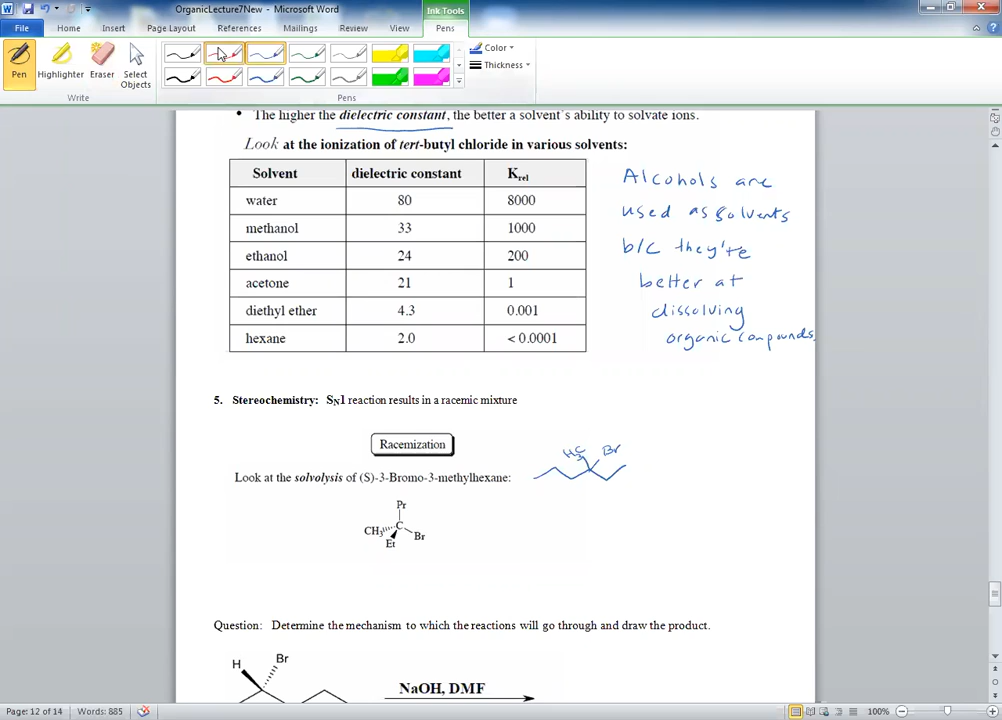 OrganicLecture7New - Microsoft Word
Ink Tools
File Home Insert Page Layout References Mailings Review View Pens
Pen
Highlighter
Eraser
Select
Objects
Color
Thickness
Write
Pens
• The higher the dielectric constant, the better a solvent's ability to solvate ions.
Look at the ionization of tert-butyl chloride in various solvents:
Solvent dielectric constant Krel
water 80 8000
methanol 33 1000
ethanol 24 200
acetone 21 1
diethyl ether 4.3 0.001
hexane 2.0 < 0.0001
Alcohols are
used as solvents
b/c they're
better at
dissolving
organic compounds.
5. Stereochemistry: SN1 reaction results in a racemic mixture
Racemization
H3C Br
Look at the solvolysis of (S)-3-Bromo-3-methylhexane:
Pr
CH3 C
Br
Et
Question: Determine the mechanism to which the reactions will go through and draw the product.
H Br
NaOH, DMF
Page: 12 of 14 Words: 885 100%